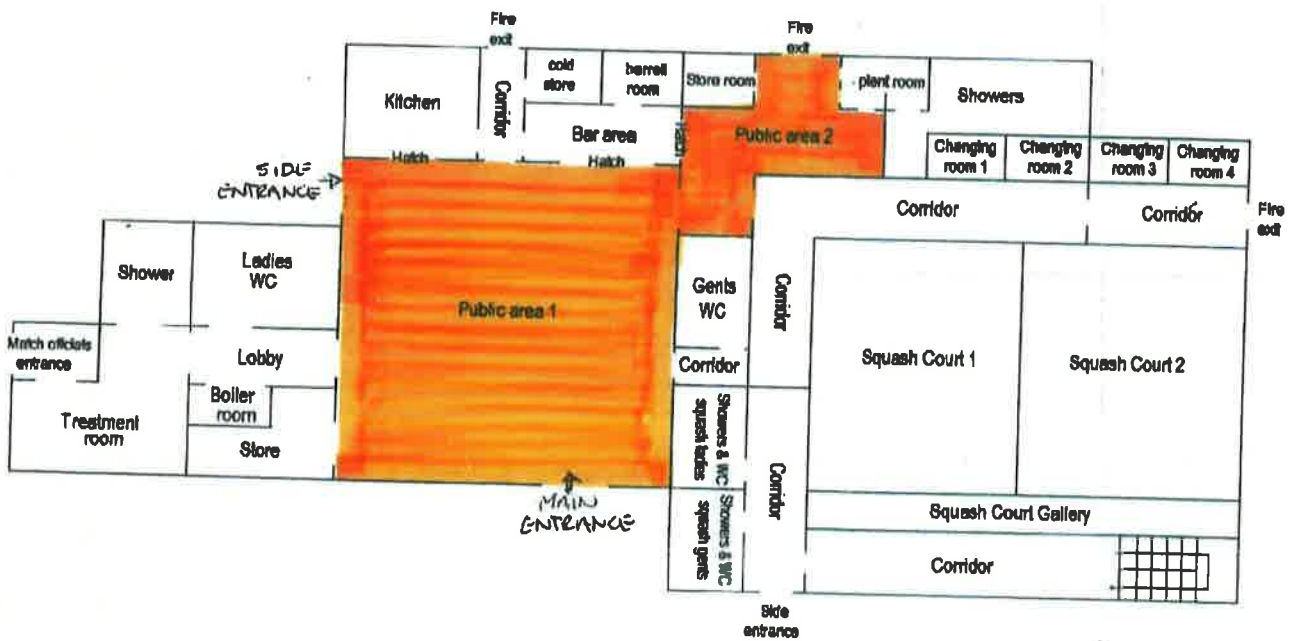 Fire
exit
Fire
exit
Kitchen
Corridor
cold
store
barrell
room
Store room
plant room
Showers
Bar area
Hatch
Public area 2
Hatch
Hatch
Changing
room 1
Changing
room 2
Changing
room 3
Changing
room 4
SIDE
ENTRANCE
Corridor
Corridor
Fire
exit
Shower
Ladies
WC
Public area 1
Gents
WC
Corridor
Squash Court 1
Squash Court 2
Match officials
entrance
Lobby
Corridor
Boiler
room
Treatment
room
Store
Showers & WC
squash ladies
Corridor
MAIN
ENTRANCE
Showers & WC
squash gents
Squash Court Gallery
Corridor
Side
entrance